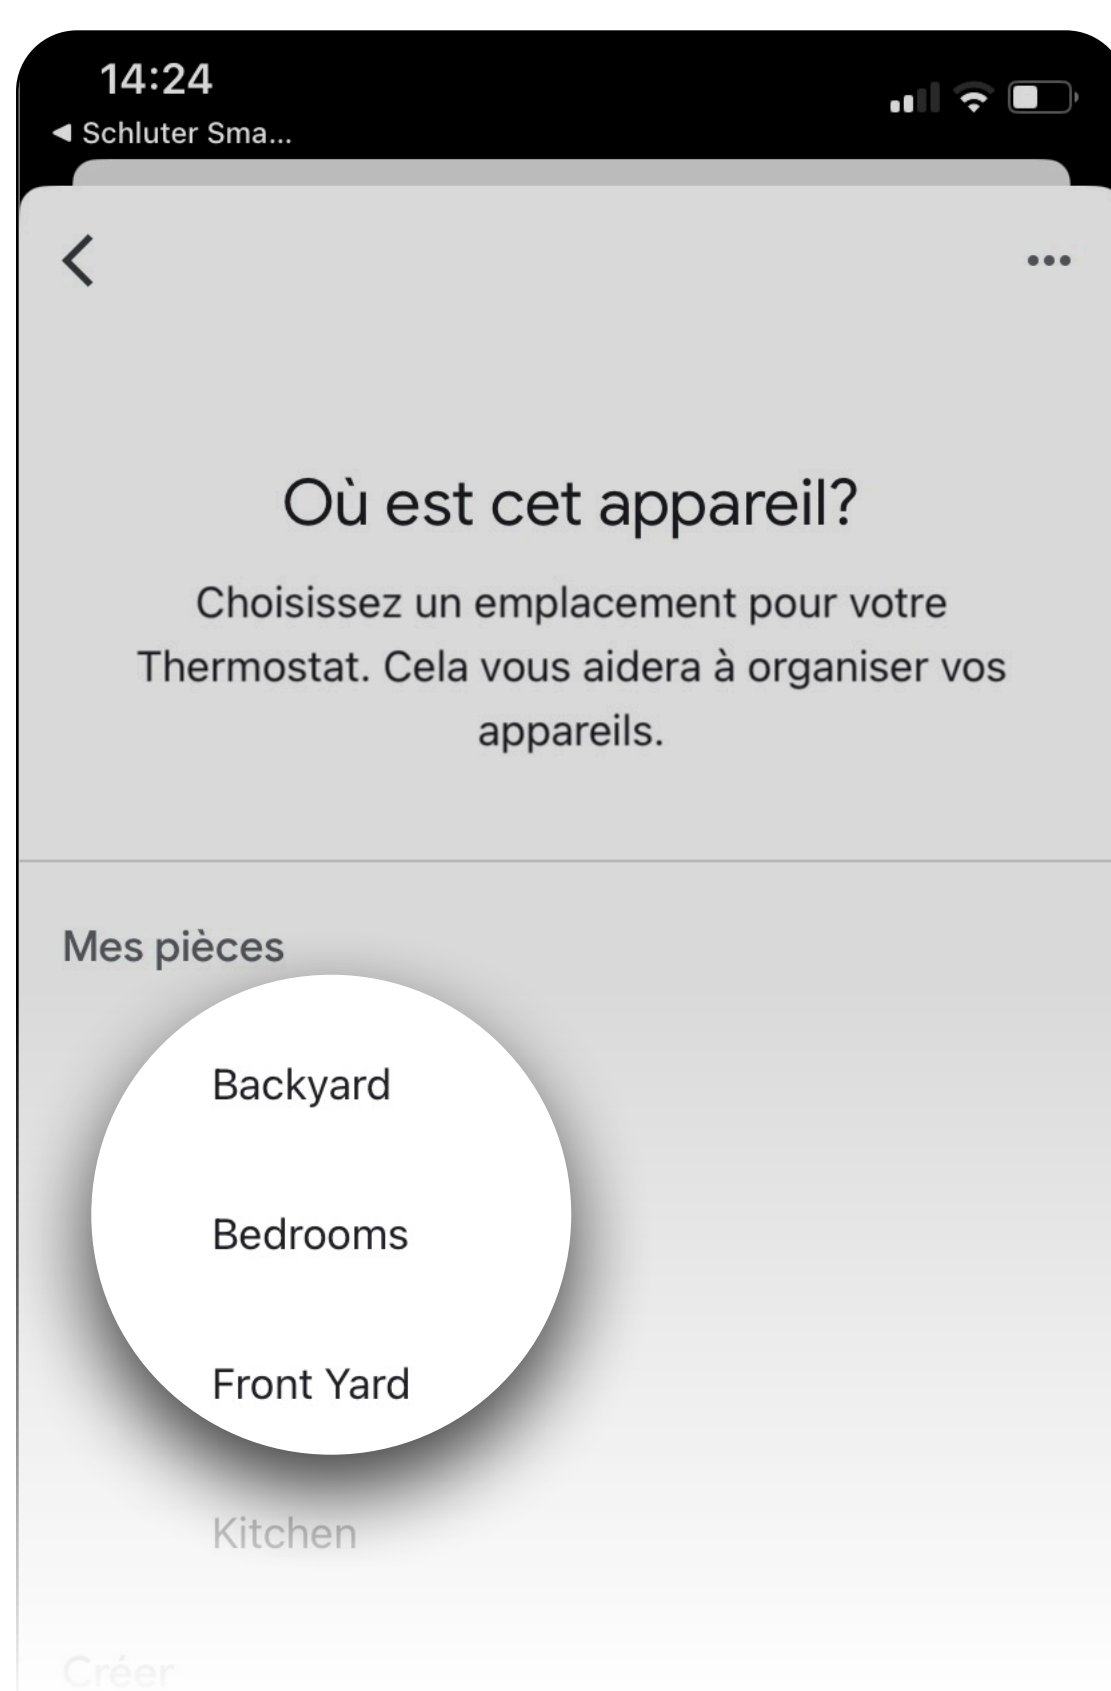 14:24
Schluter Sma...
Où est cet appareil?
Choisissez un emplacement pour votre
Thermostat. Cela vous aidera à organiser vos
appareils.
Mes pièces
Backyard
Bedrooms
Front Yard
Kitchen
Créer